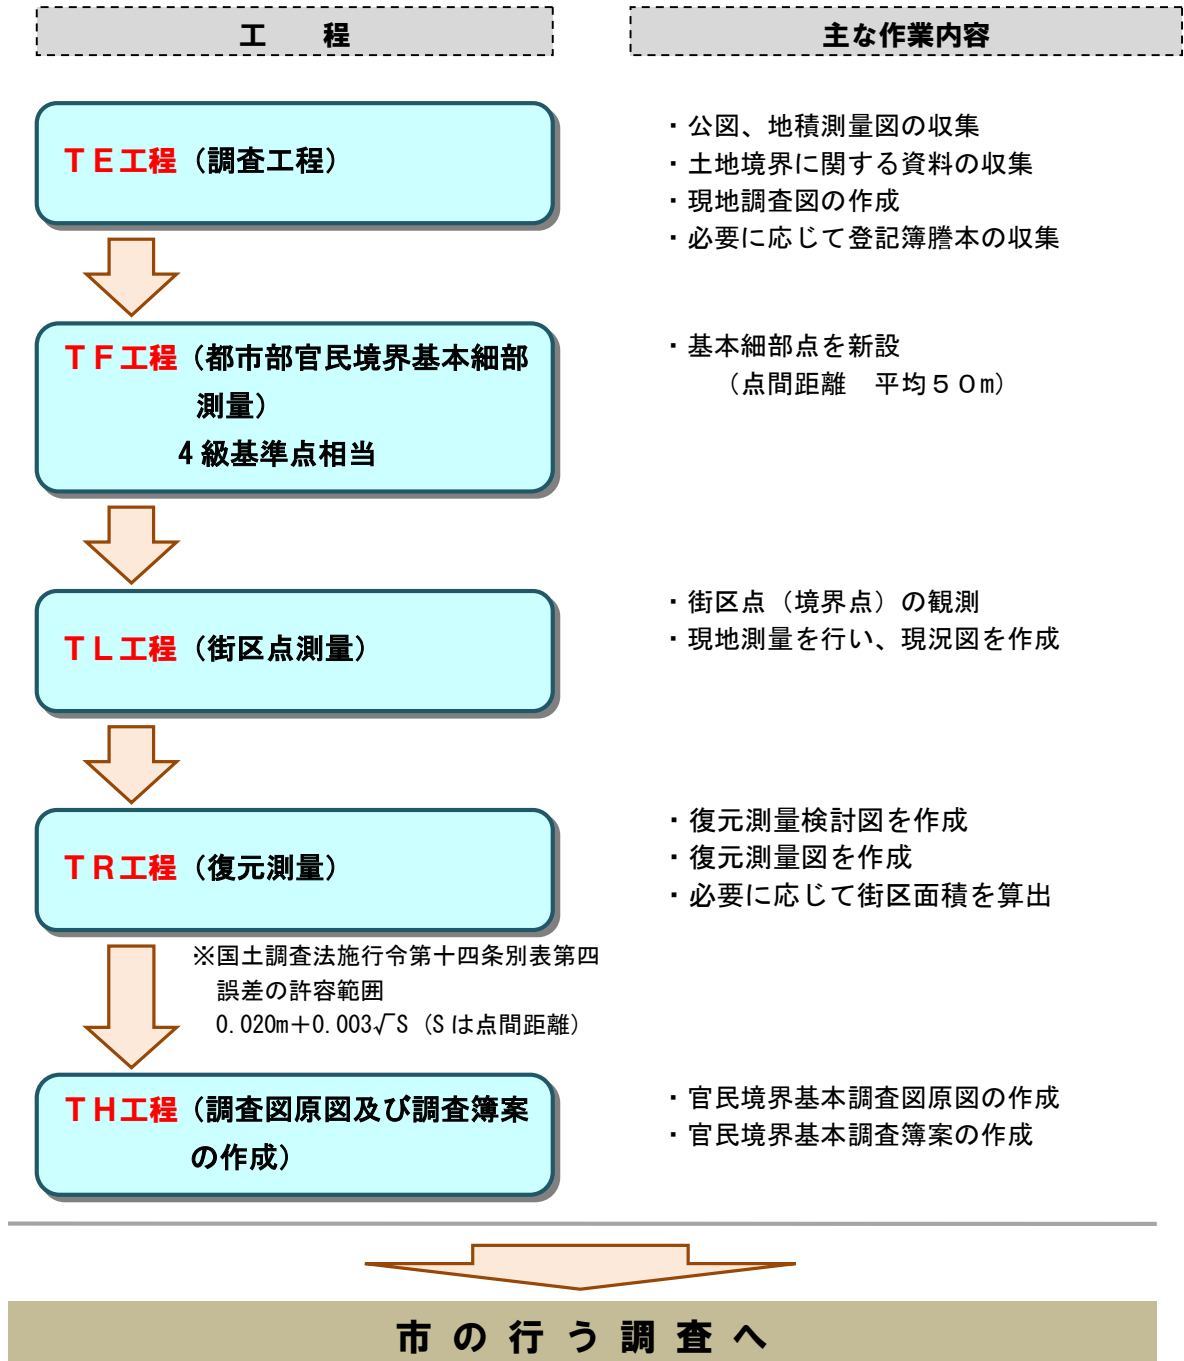 工　程
主な作業内容
ＴＥ工程（調査工程）
・公図、地積測量図の収集
・土地境界に関する資料の収集
・現地調査図の作成
・必要に応じて登記簿謄本の収集
ＴＦ工程（都市部官民境界基本細部
測量）
4級基準点相当
・基本細部点を新設
（点間距離　平均５０ｍ）
ＴＬ工程（街区点測量）
・街区点（境界点）の観測
・現地測量を行い、現況図を作成
ＴＲ工程（復元測量）
・復元測量検討図を作成
・復元測量図を作成
・必要に応じて街区面積を算出
※国土調査法施行令第十四条別表第四
誤差の許容範囲
0.020m＋0.003√S（Sは点間距離）
ＴＨ工程（調査図原図及び調査簿案
の作成）
・官民境界基本調査図原図の作成
・官民境界基本調査簿案の作成
市の行う調査へ